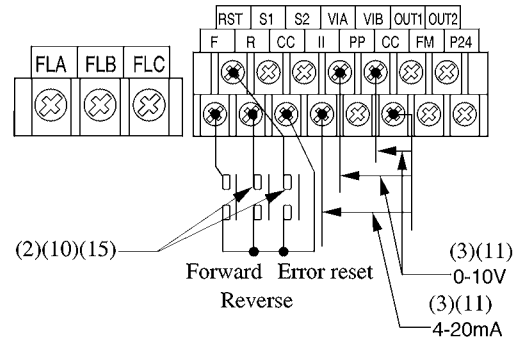 RST S1 S2 VIA VIB OUT1 OUT2
F R CC II PP CC FM P24
FLA FLB FLC
(2)(10)(15)
Forward Error reset
Reverse
(3)(11)
0-10V
(3)(11)
4-20mA